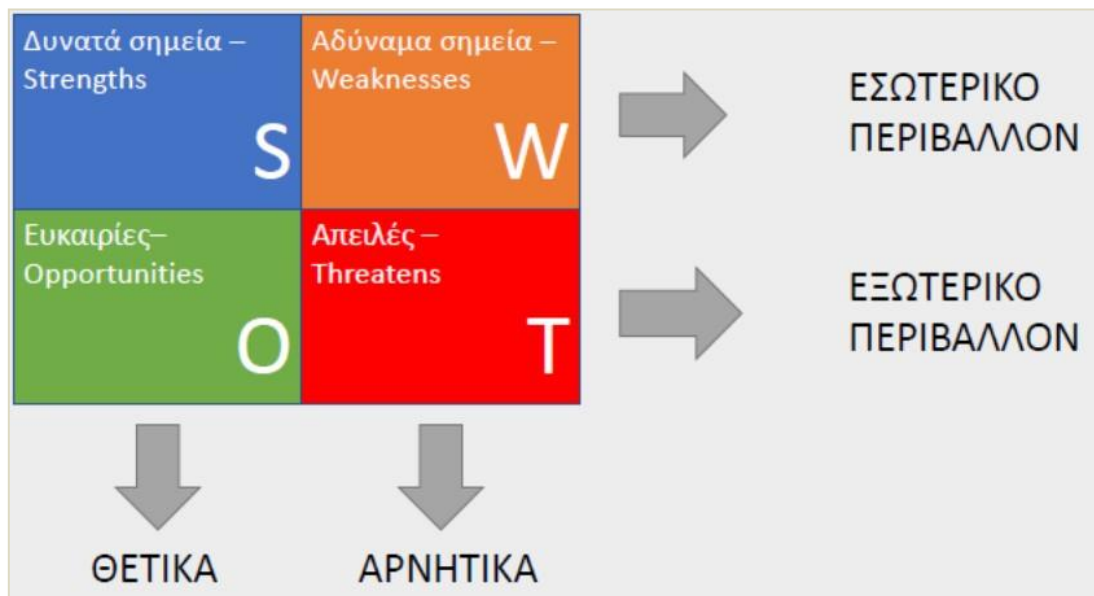 Δυνατά σημεία –
Strengths
S
Αδύναμα σημεία –
Weaknesses
W
ΕΣΩΤΕΡΙΚΟ
ΠΕΡΙΒΑΛΛΟΝ
Ευκαιρίες–
Opportunities
O
Απειλές –
Threatens
T
ΕΞΩΤΕΡΙΚΟ
ΠΕΡΙΒΑΛΛΟΝ
ΘΕΤΙΚΑ
ΑΡΝΗΤΙΚΑ